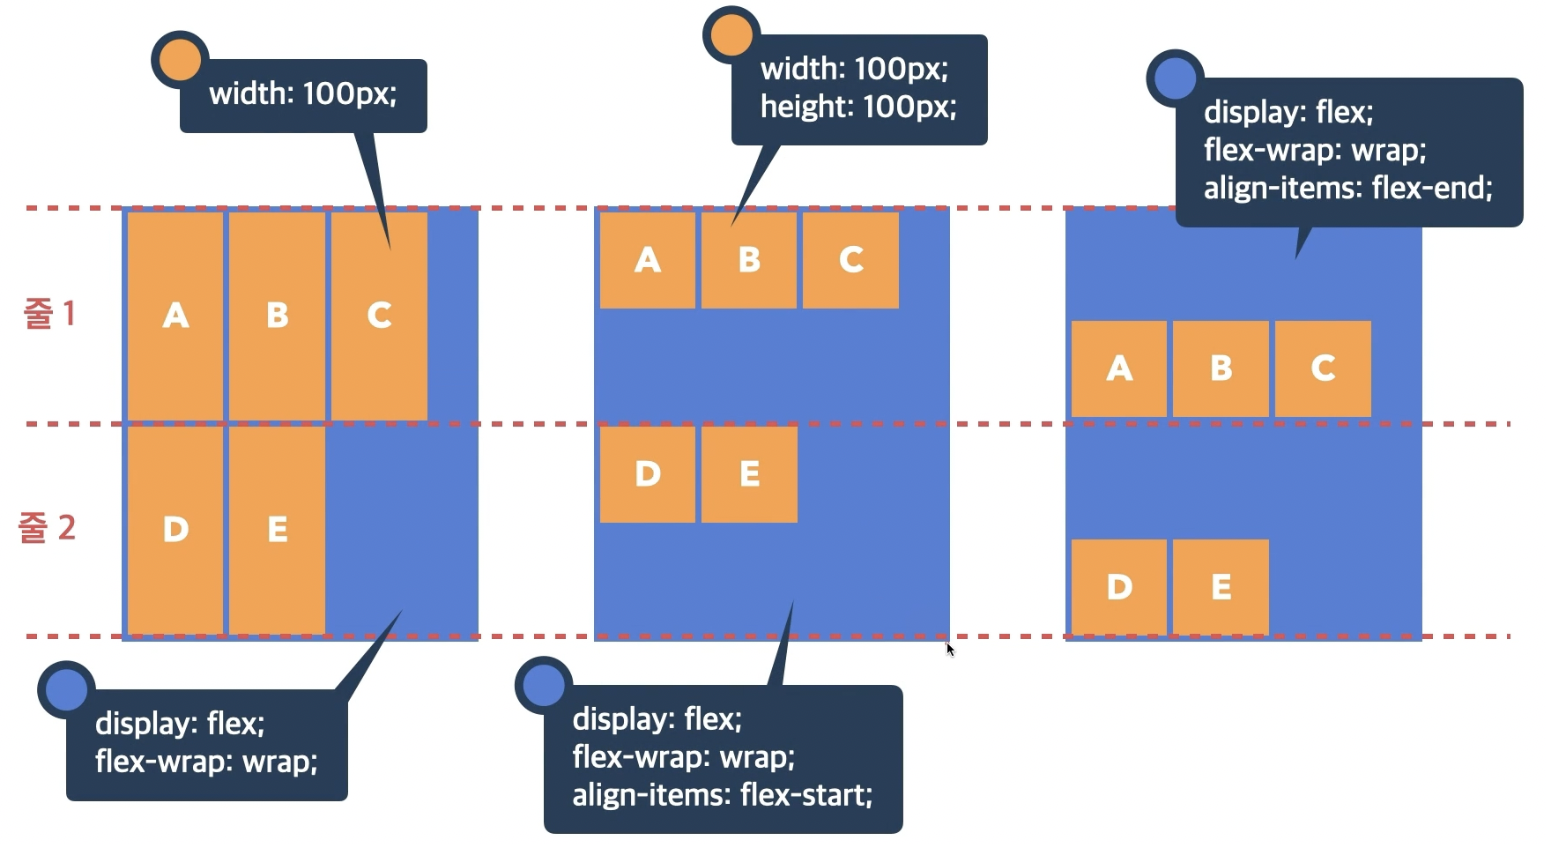 width: 100px;
width: 100px;
height: 100px;
display: flex;
flex-wrap: wrap;
align-items: flex-end;
줄 1
A B C
A B C
A B C
줄 2
D E
D E
D E
display: flex;
flex-wrap: wrap;
display: flex;
flex-wrap: wrap;
align-items: flex-start;